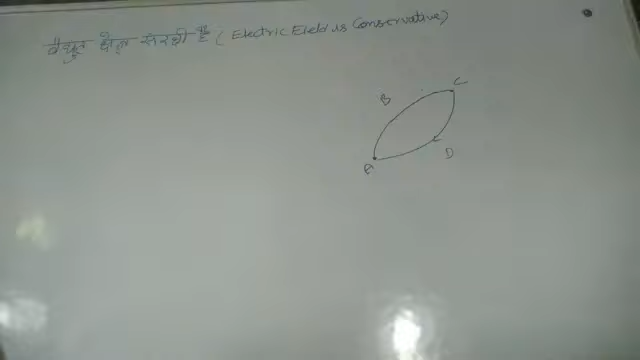 वैद्युत क्षेत्र संरक्षी है (Electric Field is Conservative)
B
C
A
D